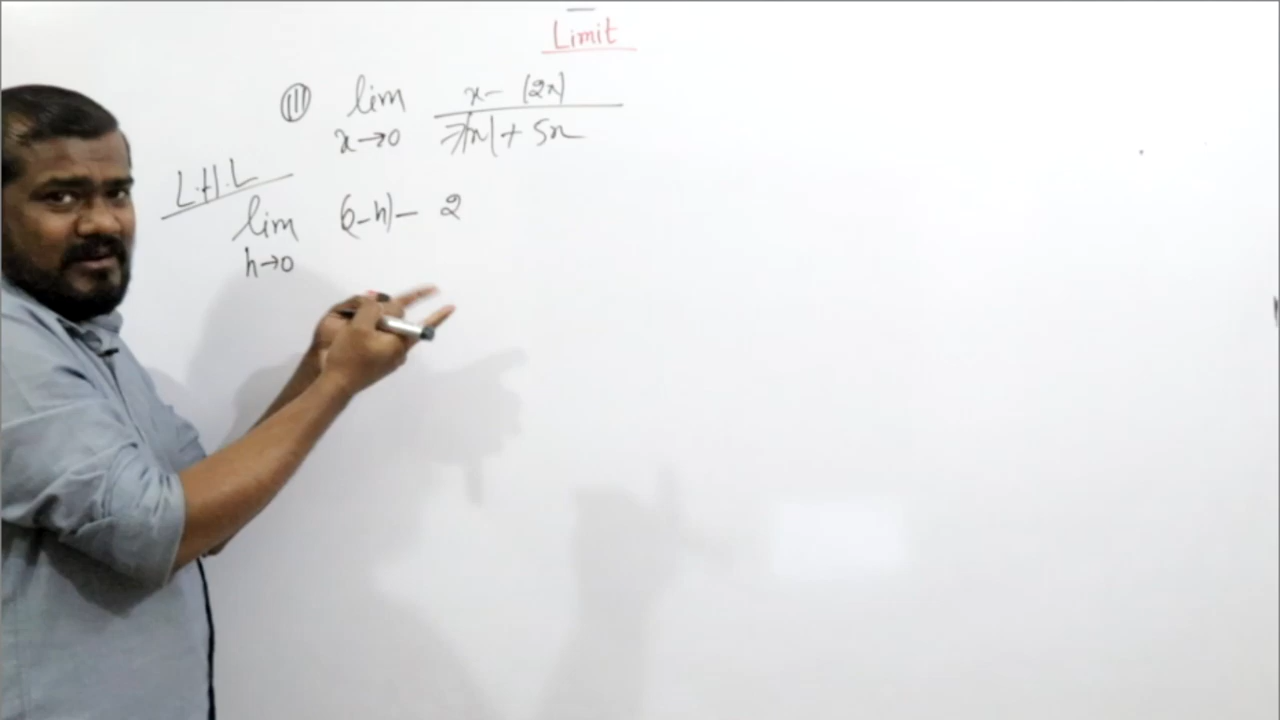 Limit
(III) lim x - (2x)
x→0 7|x| + 5x
L.H.L
lim (0-h) - 2
h→0